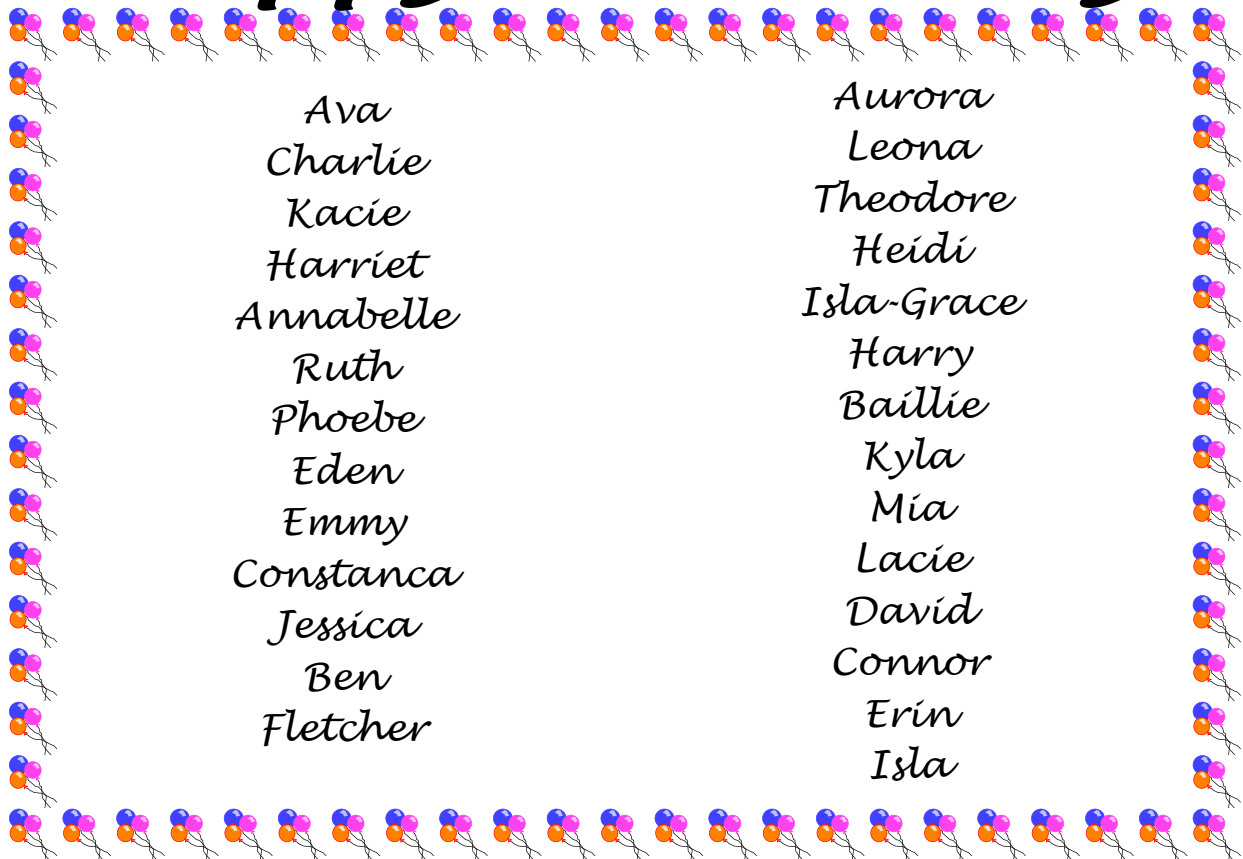 Ava
Charlie
Kacie
Harriet
Annabelle
Ruth
Phoebe
Eden
Emmy
Constanca
Jessica
Ben
Fletcher
Aurora
Leona
Theodore
Heidi
Isla-Grace
Harry
Baillie
Kyla
Mia
Lacie
David
Connor
Erin
Isla